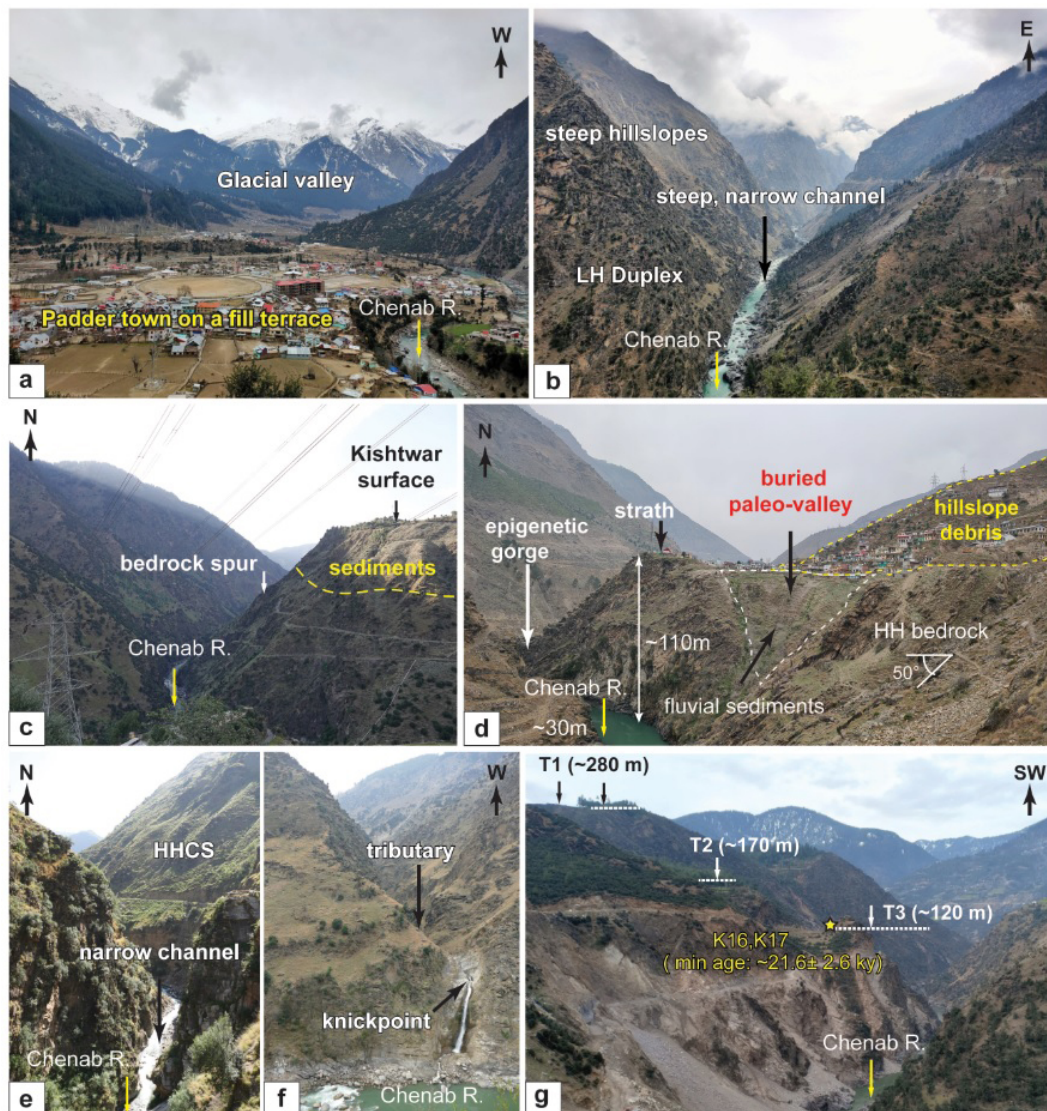 W
Glacial valley
Chenab R.
Padder town on a fill terrace
a
E
steep hillslopes
steep, narrow channel
LH Duplex
Chenab R.
b
N
Kishtwar
surface
bedrock spur
sediments
Chenab R.
c
N
epigenetic
gorge
strath
buried
paleo-valley
hillslope
debris
~110m
HH bedrock
50°
Chenab R.
fluvial sediments
~30m
d
N
HHCS
narrow channel
Chenab R.
e
W
tributary
knickpoint
Chenab R.
f
SW
T1 (~280 m)
T2 (~170 m)
T3 (~120 m)
K16,K17
( min age: ~21.6± 2.6 ky)
Chenab R.
g